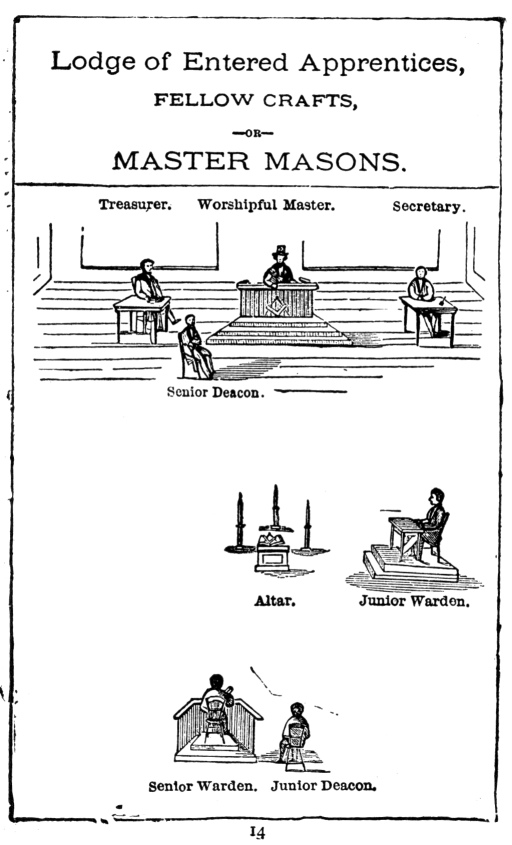 Lodge of Entered Apprentices,
FELLOW CRAFTS,
—OR—
MASTER MASONS.
Treasurer. Worshipful Master. Secretary.
Senior Deacon.
Altar. Junior Warden.
Senior Warden. Junior Deacon.
14